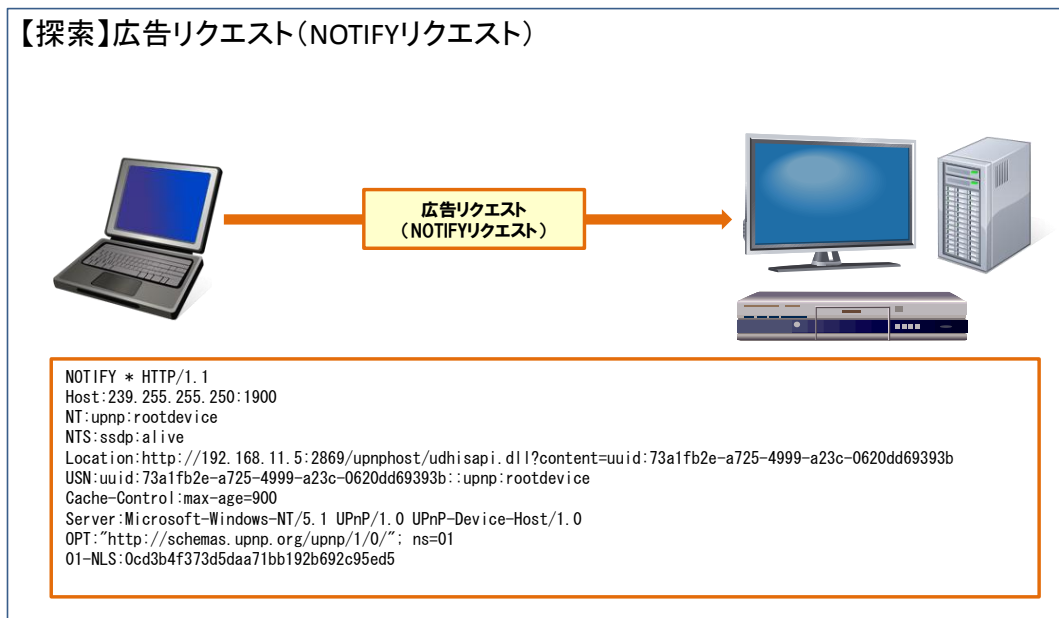 【探索】広告リクエスト（NOTIFYリクエスト）
広告リクエスト
（NOTIFYリクエスト）
NOTIFY * HTTP/1.1
Host:239.255.255.250:1900
NT:upnp:rootdevice
NTS:ssdp:alive
Location:http://192.168.11.5:2869/upnphost/udhisapi.dll?content=uuid:73a1fb2e-a725-4999-a23c-0620dd69393b
USN:uuid:73a1fb2e-a725-4999-a23c-0620dd69393b::upnp:rootdevice
Cache-Control:max-age=900
Server:Microsoft-Windows-NT/5.1 UPnP/1.0 UPnP-Device-Host/1.0
OPT:"http://schemas.upnp.org/upnp/1/0/"; ns=01
01-NLS:0cd3b4f373d5daa71bb192b692c95ed5